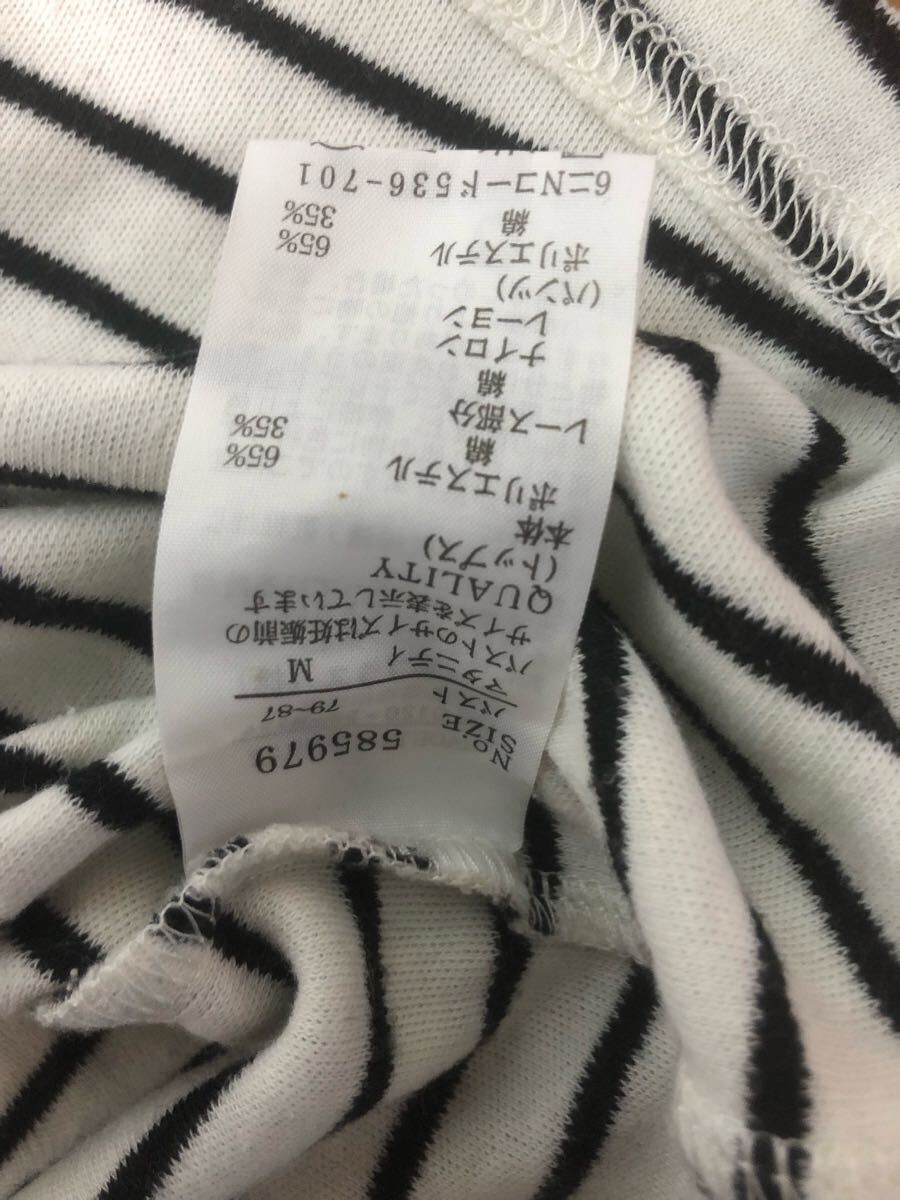 No. 585979
SIZE
バスト 79~87
マタニティ M
バストのサイズは妊娠前の
サイズを表示しています
QUALITY
(トップス)
本体
ポリエステル 65%
綿 35%
レース部分
綿
ナイロン
レーヨン
(パンツ)
ポリエステル 65%
綿 35%
6ニNコード536-701